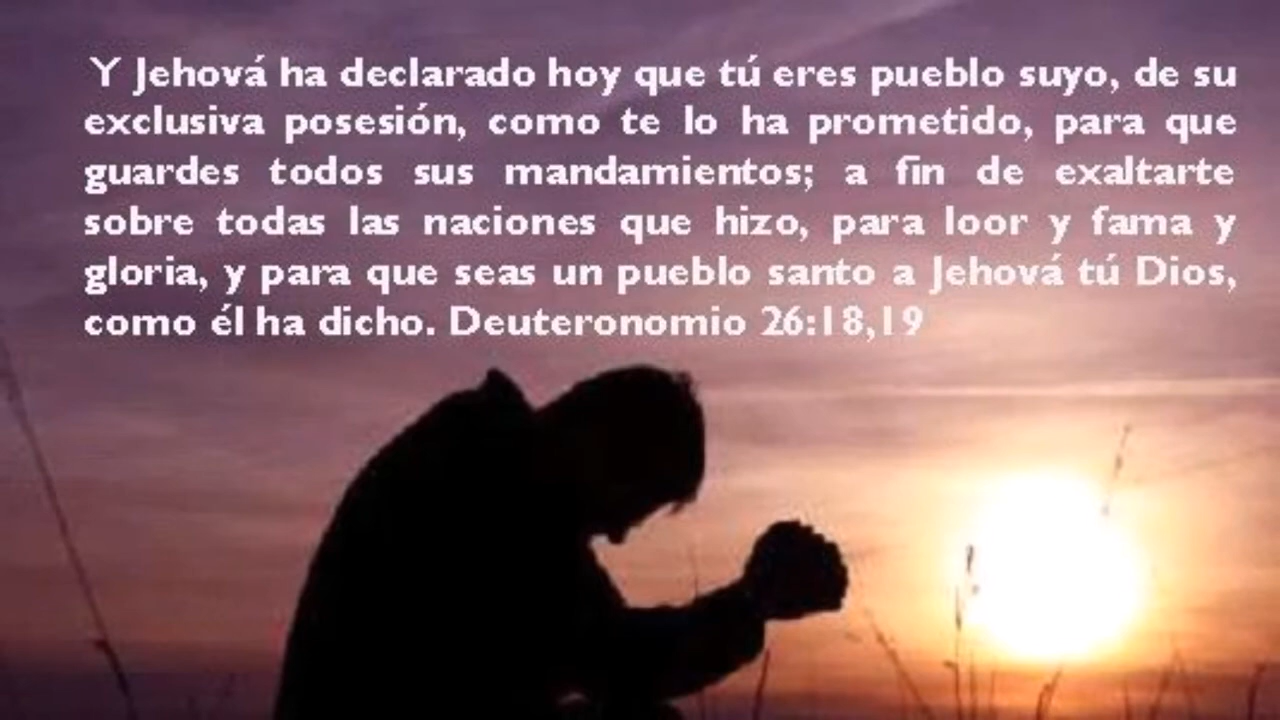 Y Jehová ha declarado hoy que tú eres pueblo suyo, de su
exclusiva posesión, como te lo ha prometido, para que
guardes todos sus mandamientos; a fin de exaltarte
sobre todas las naciones que hizo, para loor y fama y
gloria, y para que seas un pueblo santo a Jehová tú Dios,
como él ha dicho. Deuteronomio 26:18,19